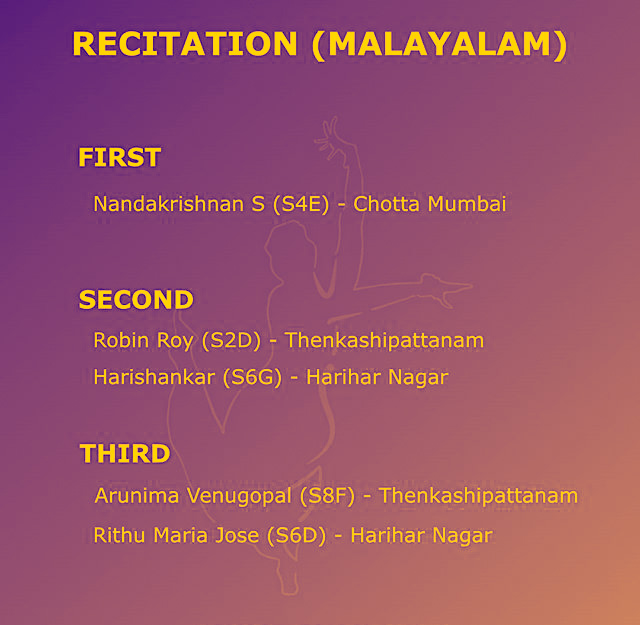 RECITATION (MALAYALAM)
FIRST
Nandakrishnan S (S4E) - Chotta Mumbai
SECOND
Robin Roy (S2D) - Thenkashipattanam
Harishankar (S6G) - Harihar Nagar
THIRD
Arunima Venugopal (S8F) - Thenkashipattanam
Rithu Maria Jose (S6D) - Harihar Nagar